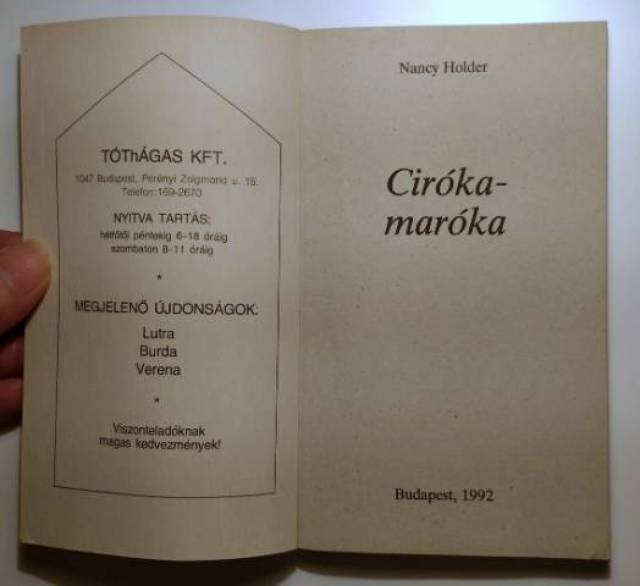 TÓThÁGAS KFT.
1047 Budapest, Perényi Zsigmond u. 15.
Telefon:169-2670
NYITVA TARTÁS:
hétfőtől péntekig 6-18 óráig
szombaton 8-11 óráig
*
MEGJELENŐ ÚJDONSÁGOK:
Lutra
Burda
Verena
*
Viszonteladóknak
magas kedvezmények!
Nancy Holder
Ciróka-
maróka
Budapest, 1992